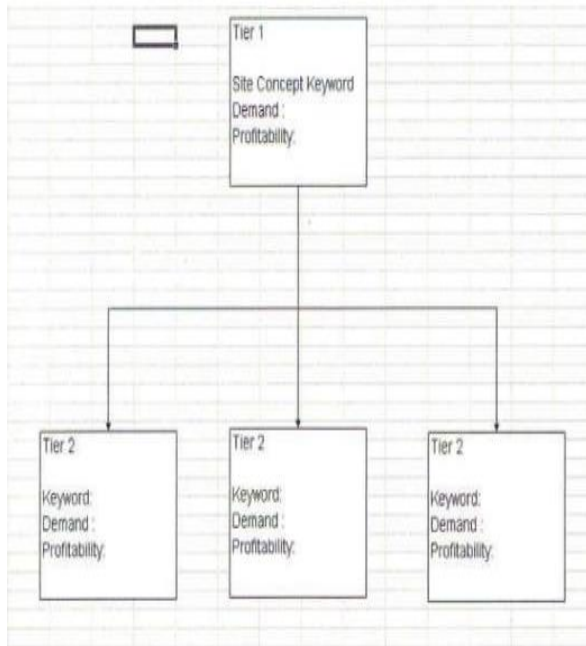 Tier 1
Site Concept Keyword
Demand :
Profitability:
Tier 2
Keyword:
Demand :
Profitability:
Tier 2
Keyword:
Demand :
Profitability:
Tier 2
Keyword:
Demand :
Profitability: